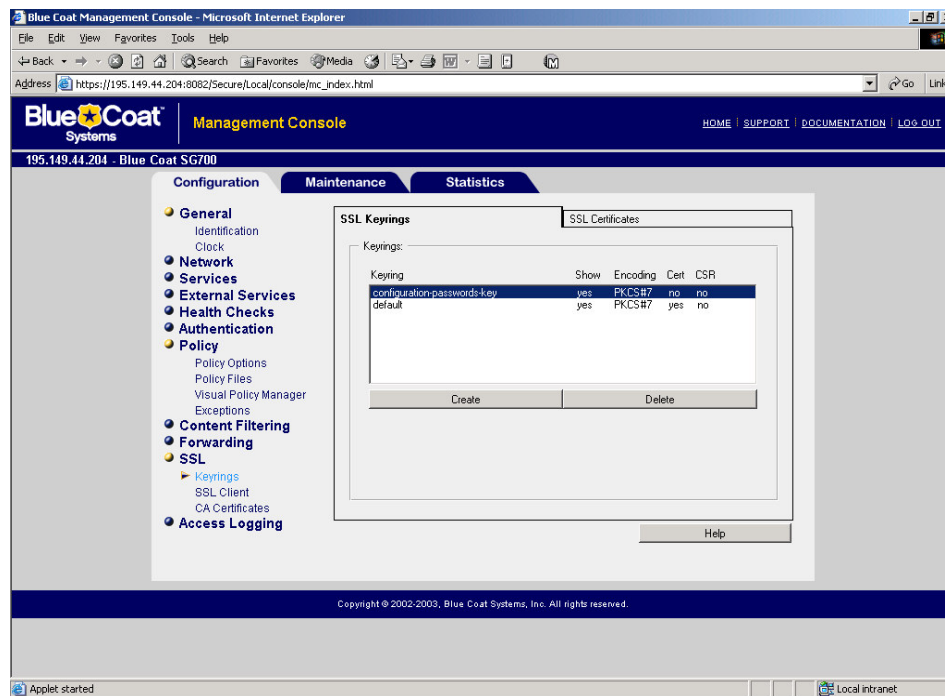 Blue Coat Management Console - Microsoft Internet Explorer
File Edit View Favorites Tools Help
Back Search Favorites Media
Address https://195.149.44.204:8082/Secure/Local/console/mc_index.html Go Link
Blue Coat™
Systems
Management Console
HOME | SUPPORT | DOCUMENTATION | LOG OUT
195.149.44.204 - Blue Coat SG700
Configuration Maintenance Statistics
General
Identification
Clock
Network
Services
External Services
Health Checks
Authentication
Policy
Policy Options
Policy Files
Visual Policy Manager
Exceptions
Content Filtering
Forwarding
SSL
Keyrings
SSL Client
CA Certificates
Access Logging
SSL Keyrings SSL Certificates
Keyrings:
Keyring Show Encoding Cert CSR
configuration-passwords-key yes PKCS#7 no no
default yes PKCS#7 yes no
Create Delete
Help
Copyright © 2002-2003, Blue Coat Systems, Inc. All rights reserved.
Applet started Local intranet